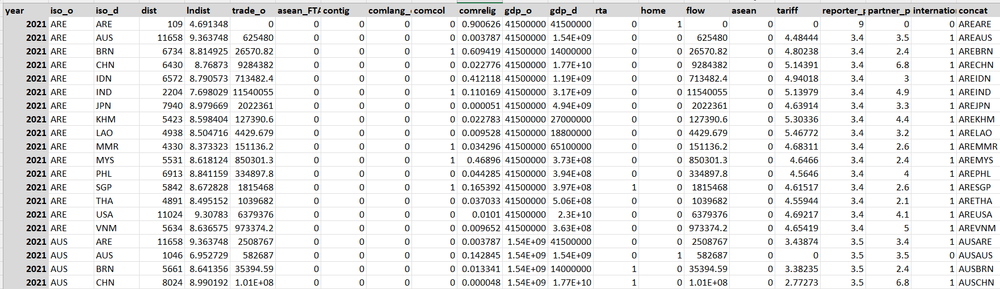 year iso_o iso_d dist lndist trade_o asean_FTA contig comlang_ comcol comrelig gdp_o gdp_d rta home flow asean tariff reporter_p partner_p internatio concat
2021 ARE ARE 109 4.691348 0 0 0 0 0 0.900626 41500000 41500000 0 1 0 0 0 9 0 0 AREARE
2021 ARE AUS 11658 9.363748 625480 0 0 0 0 0.003787 41500000 1.54E+09 0 0 625480 0 4.48444 3.4 3.5 1 AREAUS
2021 ARE BRN 6734 8.814925 26570.82 0 0 0 1 0.609419 41500000 14000000 0 0 26570.82 0 4.80238 3.4 2.4 1 AREBRN
2021 ARE CHN 6430 8.76873 9284382 0 0 0 0 0.022776 41500000 1.77E+10 0 0 9284382 0 5.14391 3.4 6.8 1 ARECHN
2021 ARE IDN 6572 8.790573 713482.4 0 0 0 0 0.412118 41500000 1.19E+09 0 0 713482.4 0 4.94018 3.4 3 1 AREIDN
2021 ARE IND 2204 7.698029 11540055 0 0 0 1 0.110169 41500000 3.17E+09 0 0 11540055 0 5.13979 3.4 4.9 1 AREIND
2021 ARE JPN 7940 8.979669 2022361 0 0 0 0 0.000051 41500000 4.94E+09 0 0 2022361 0 4.63914 3.4 3.3 1 AREJPN
2021 ARE KHM 5423 8.598404 127390.6 0 0 0 0 0.022783 41500000 27000000 0 0 127390.6 0 5.30336 3.4 4.4 1 AREKHM
2021 ARE LAO 4938 8.504716 4429.679 0 0 0 0 0.009528 41500000 18800000 0 0 4429.679 0 5.46772 3.4 3.2 1 ARELAO
2021 ARE MMR 4330 8.373323 151136.2 0 0 0 1 0.034296 41500000 65100000 0 0 151136.2 0 4.68311 3.4 2.6 1 AREMMR
2021 ARE MYS 5531 8.618124 850301.3 0 0 0 1 0.46896 41500000 3.73E+08 0 0 850301.3 0 4.6466 3.4 2.4 1 AREMYS
2021 ARE PHL 6913 8.841159 334897.8 0 0 0 0 0.044285 41500000 3.94E+08 0 0 334897.8 0 4.5646 3.4 4 1 AREPHL
2021 ARE SGP 5842 8.672828 1815468 0 0 0 1 0.165392 41500000 3.97E+08 1 0 1815468 0 4.61517 3.4 2.6 1 ARESGP
2021 ARE THA 4891 8.495152 1039682 0 0 0 0 0.037033 41500000 5.06E+08 0 0 1039682 0 4.55944 3.4 2.1 1 ARETHA
2021 ARE USA 11024 9.30783 6379376 0 0 0 0 0.0101 41500000 2.3E+10 0 0 6379376 0 4.69217 3.4 4.1 1 AREUSA
2021 ARE VNM 5634 8.636575 973374.2 0 0 0 0 0.009652 41500000 3.63E+08 0 0 973374.2 0 4.65419 3.4 5 1 AREVNM
2021 AUS ARE 11658 9.363748 2508767 0 0 0 0 0.003787 1.54E+09 41500000 0 0 2508767 0 3.43874 3.5 3.4 1 AUSARE
2021 AUS AUS 1046 6.952729 582687 0 0 0 0 0.142845 1.54E+09 1.54E+09 0 1 582687 0 0 3.5 3.5 0 AUSAUS
2021 AUS BRN 5661 8.641356 35394.59 0 0 0 0 0.013341 1.54E+09 14000000 1 0 35394.59 0 3.38235 3.5 2.4 1 AUSBRN
2021 AUS CHN 8024 8.990192 1.01E+08 0 0 0 0 0.000048 1.54E+09 1.77E+10 1 0 1.01E+08 0 2.77273 3.5 6.8 1 AUSCHN